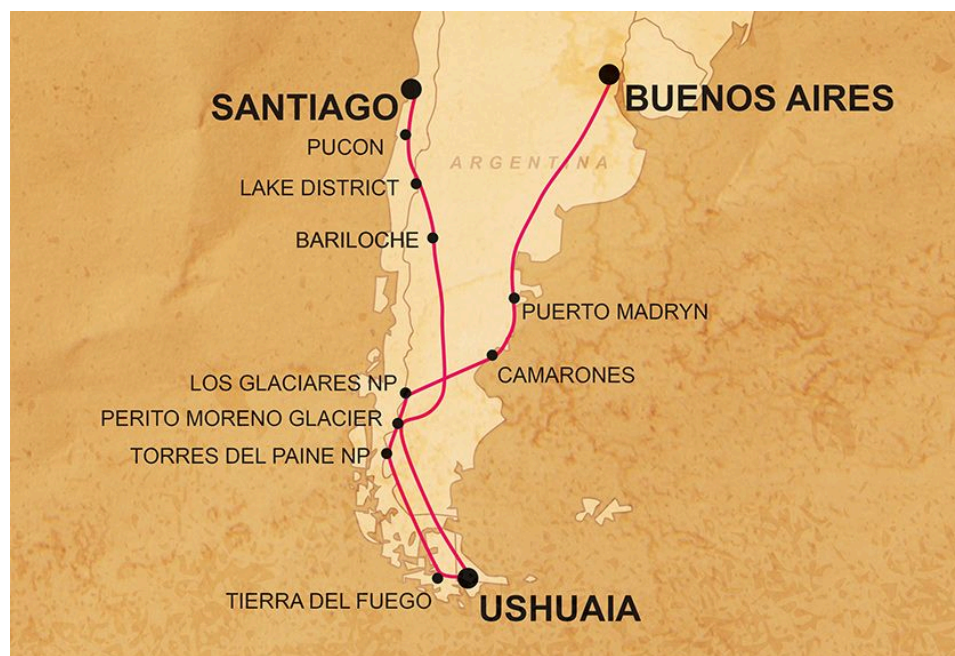 SANTIAGO
BUENOS AIRES
PUCON
ARGENTINA
LAKE DISTRICT
BARILOCHE
PUERTO MADRYN
CAMARONES
LOS GLACIARES NP
PERITO MORENO GLACIER
TORRES DEL PAINE NP
TIERRA DEL FUEGO
USHUAIA